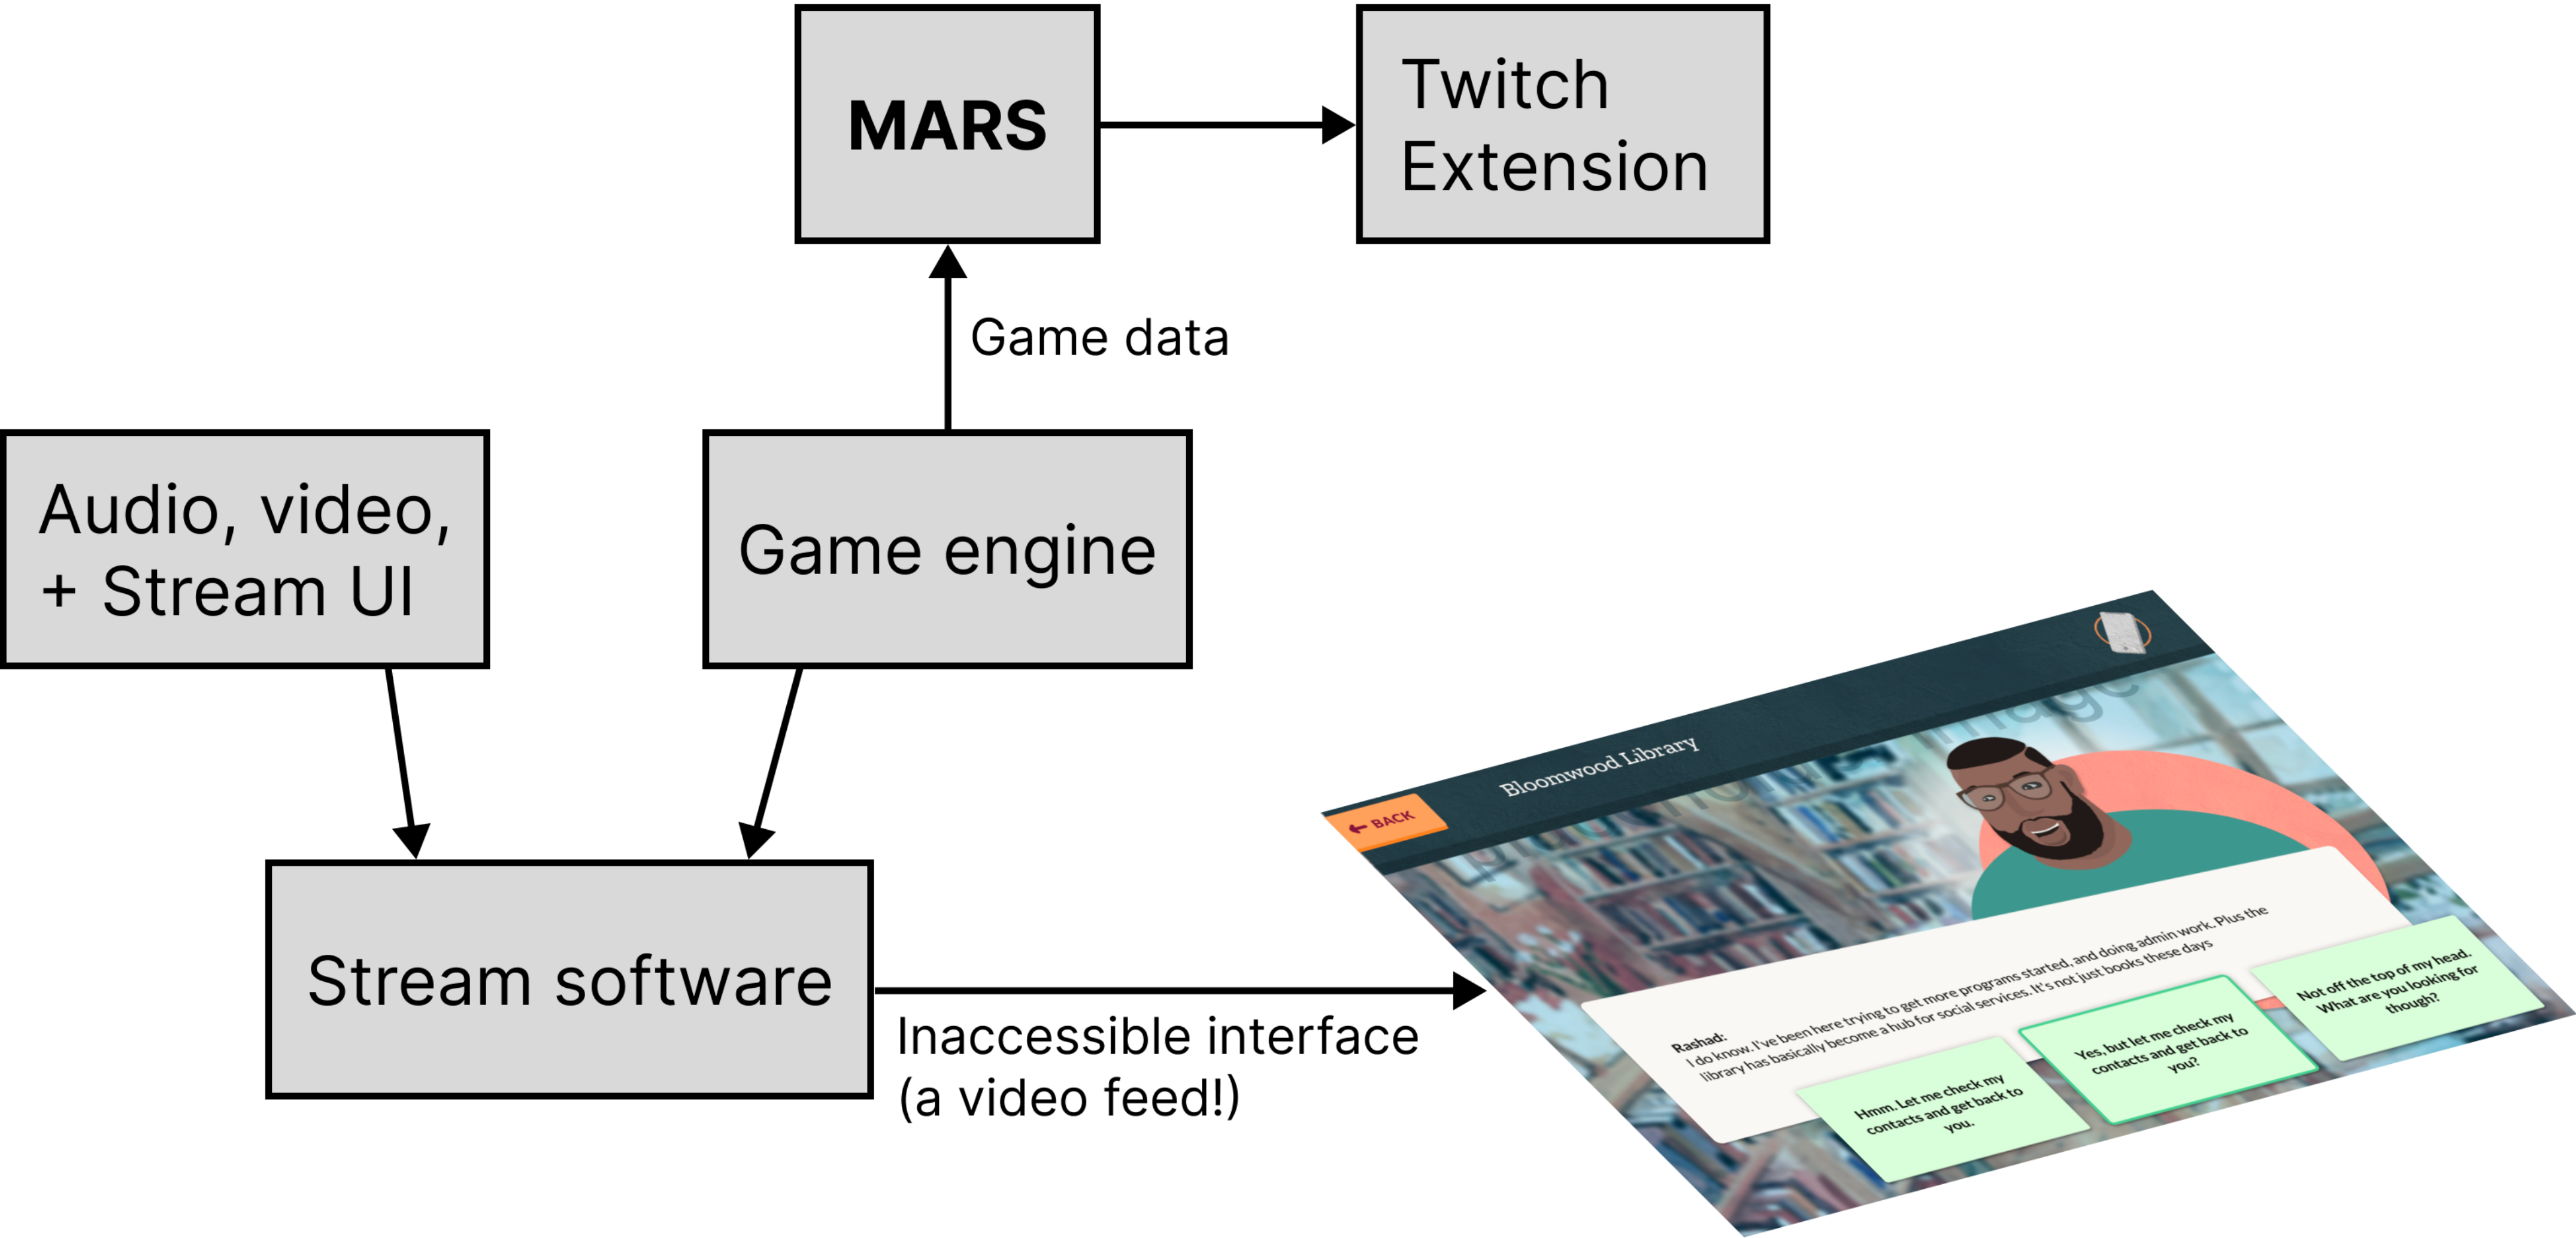 MARS
Twitch
Extension
Game data
Audio, video,
+ Stream UI
Game engine
Stream software
Inaccessible interface
(a video feed!)
BACK
Bloomwood Library
Rashad:
I do know. I've been here trying to get more programs started, and doing admin work. Plus the
library has basically become a hub for social services. It's not just books these days
Hmm. Let me check my
contacts and get back to
you.
Yes, but let me check my
contacts and get back to
you?
Not off the top of my head.
What are you looking for
though?